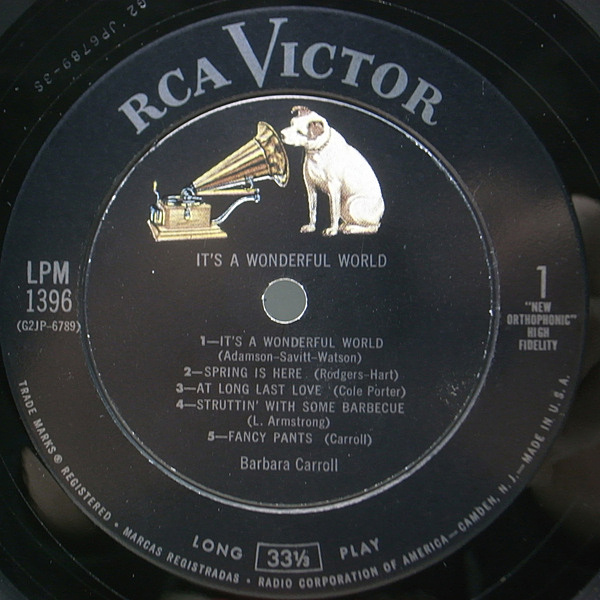 G2 JP6789-3S
RCA VICTOR
IT'S A WONDERFUL WORLD
LPM
1396
(G2JP-6789)
1
"NEW
ORTHOPHONIC"
HIGH
FIDELITY
1—IT'S A WONDERFUL WORLD
(Adamson-Savitt-Watson)
2—SPRING IS HERE (Rodgers-Hart)
3—AT LONG LAST LOVE (Cole Porter)
4—STRUTTIN' WITH SOME BARBECUE
(L. Armstrong)
5—FANCY PANTS (Carroll)
Barbara Carroll
LONG 33⅓ PLAY
TRADE MARKS ® REGISTERED • MARCAS REGISTRADAS • RADIO CORPORATION OF AMERICA—CAMDEN, N. J.—MADE IN U.S.A.